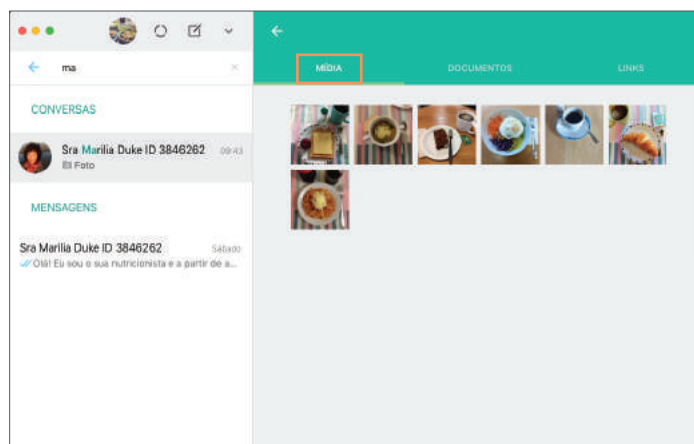 ma
CONVERSAS
Sra Marilia Duke ID 3846262 09:43
Foto
MENSAGENS
Sra Marilia Duke ID 3846262 Sábado
Olá! Eu sou o sua nutricionista e a partir de a...
MÍDIA DOCUMENTOS LINKS